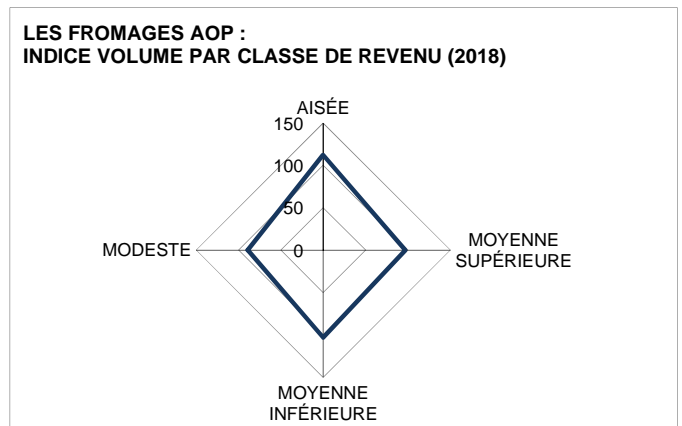 LES FROMAGES AOP :
INDICE VOLUME PAR CLASSE DE REVENU (2018)
AISÉE
150
100
50
0
MODESTE
MOYENNE
SUPÉRIEURE
MOYENNE
INFÉRIEURE